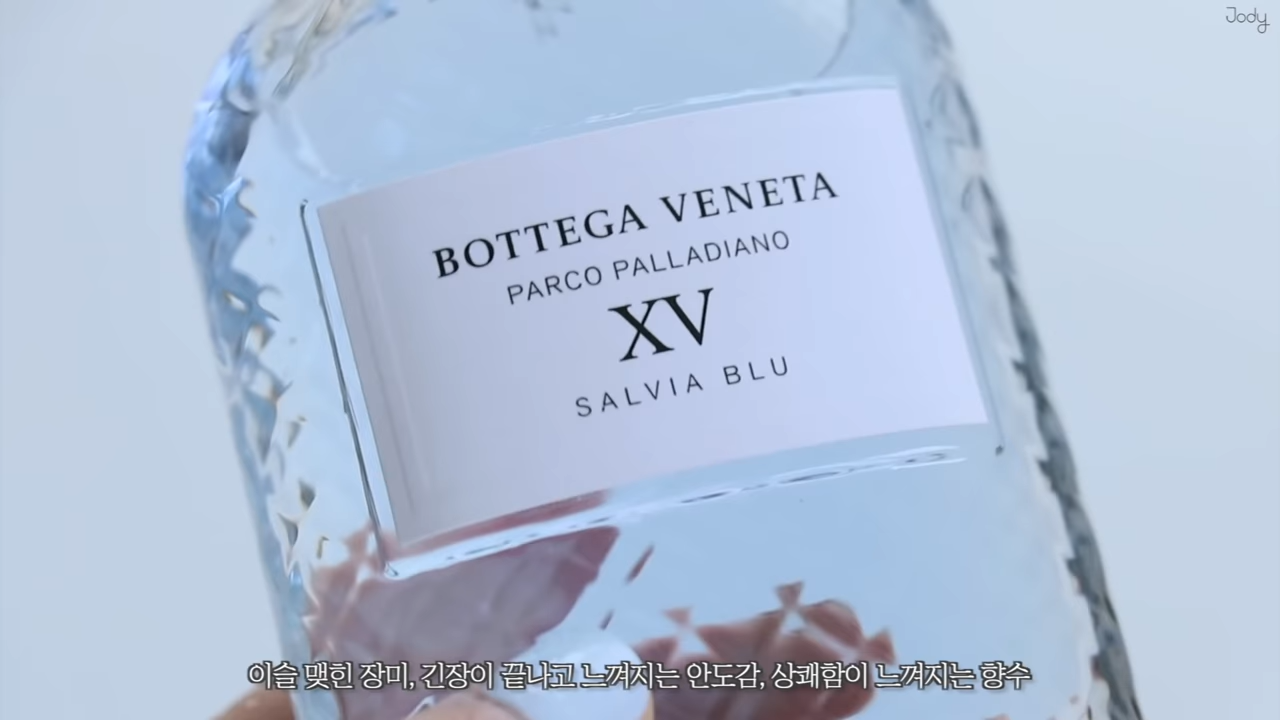 Jody
BOTTEGA VENETA
PARCO PALLADIANO
XV
SALVIA BLU
이슬 맺힌 장미, 긴장이 끝나고 느껴지는 안도감, 상쾌함이 느껴지는 향수